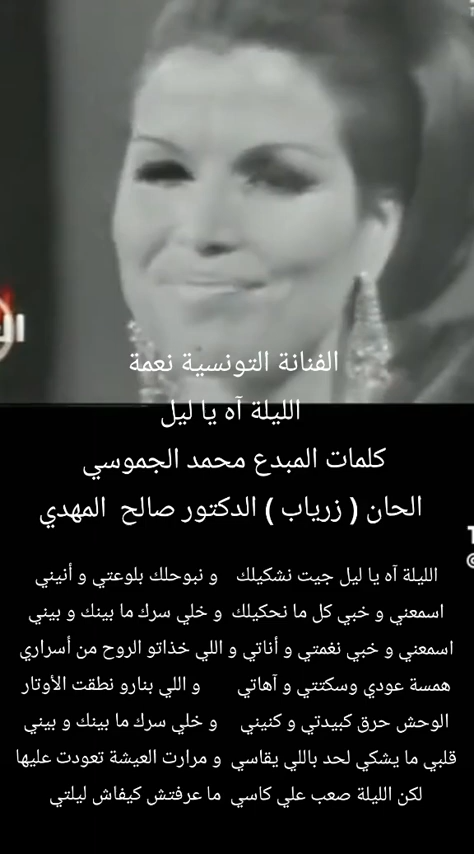 الفنانة التونسية نعمة
الليلة آه يا ليل
كلمات المبدع محمد الجموسي
الحان ( زرياب ) الدكتور صالح المهدي
الليلة آه يا ليل جيت نشكيلك و نبوحلك بلوعتي و أنيني
اسمعني و خبي كل ما نحكيلك و خلي سرك ما بينك و بيني
اسمعني و خبي نغمتي و أناتي و اللي خذاتو الروح من أسراري
همسة عودي وسكتتي و آهاتي و اللي بنارو نطقت الأوتار
الوحش حرق كبيدتي و كنيني و خلي سرك ما بينك و بيني
قلبي ما يشكي لحد باللي يقاسي و مرارت العيشة تعودت عليها
لكن الليلة صعب علي كاسي ما عرفتش كيفاش ليلتي